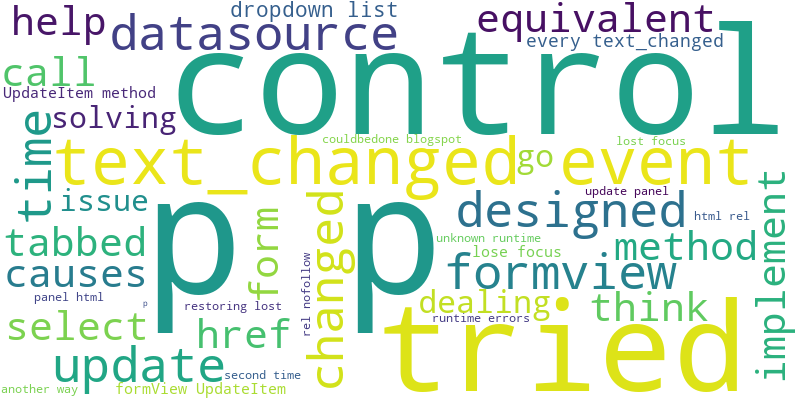 dropdown list
help
equivalent
datasource
every text_changed
control
call
UpdateItem method
solving
time
couldbedone blogspot
lost focus
text_changed
go
event
update panel
implement
issue
p p
designed
changed
form
html rel
tabbed
unknown runtime
method
lose focus
formview
causes
rel nofollow
panel html
p
restoring lost
dealing
think
tried
select
href
runtime errors
update
second time
another way
formView UpdateItem